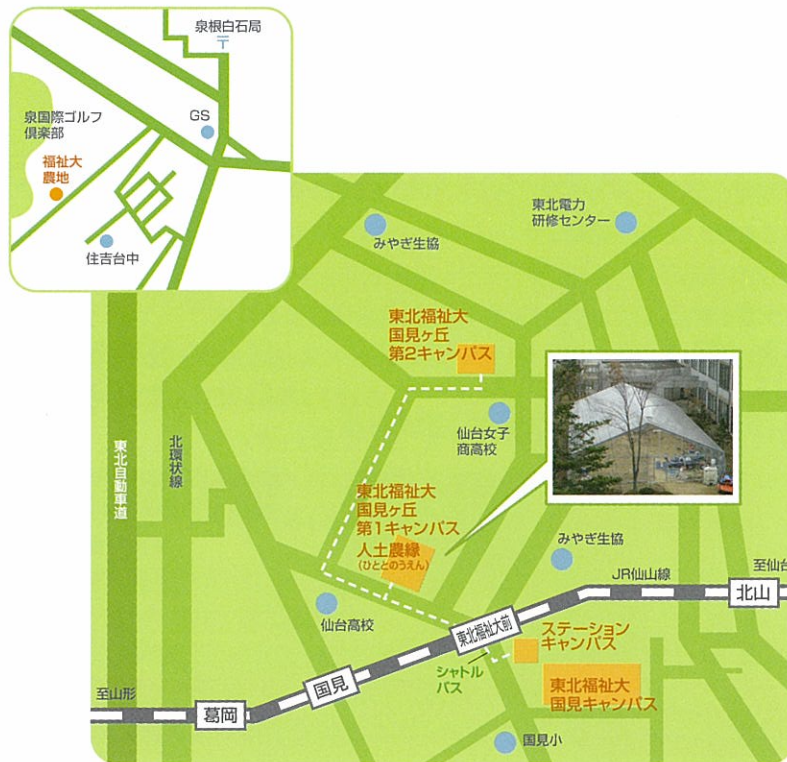 泉根白石局
〒
GS
泉国際ゴルフ
倶楽部
福祉大
農地
住吉台中
東北電力
研修センター
みやぎ生協
東北福祉大
国見ヶ丘
第2キャンパス
仙台女子
商高校
東北自動車道
北環状線
東北福祉大
国見ヶ丘
第1キャンパス
人土農縁
(ひととのうえん)
みやぎ生協
JR仙山線
至仙台
北山
仙台高校
東北福祉大前
ステーション
キャンパス
シャトル
バス
国見
東北福祉大
国見キャンパス
至山形
葛岡
国見小